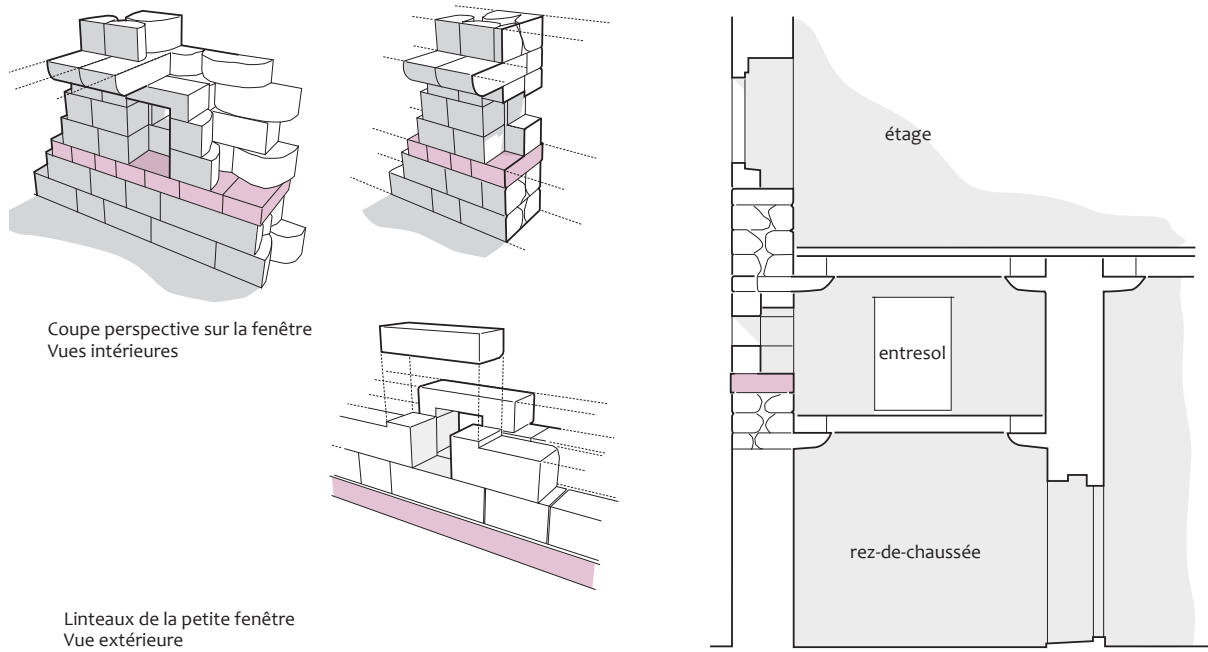 Coupe perspective sur la fenêtre
Vues intérieures
Linteaux de la petite fenêtre
Vue extérieure
étage
entresol
rez-de-chaussée